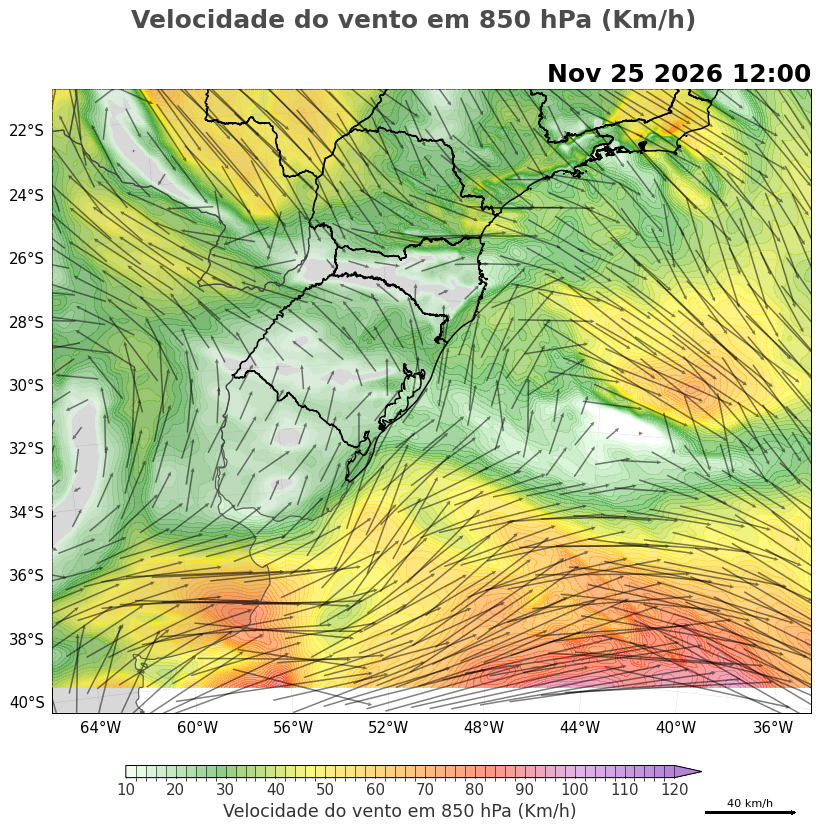 Velocidade do vento em 850 hPa (Km/h)
Nov 25 2026 12:00
22°S
24°S
26°S
28°S
30°S
32°S
34°S
36°S
38°S
40°S
64°W 60°W 56°W 52°W 48°W 44°W 40°W 36°W
10 20 30 40 50 60 70 80 90 100 110 120
Velocidade do vento em 850 hPa (Km/h)
40 km/h